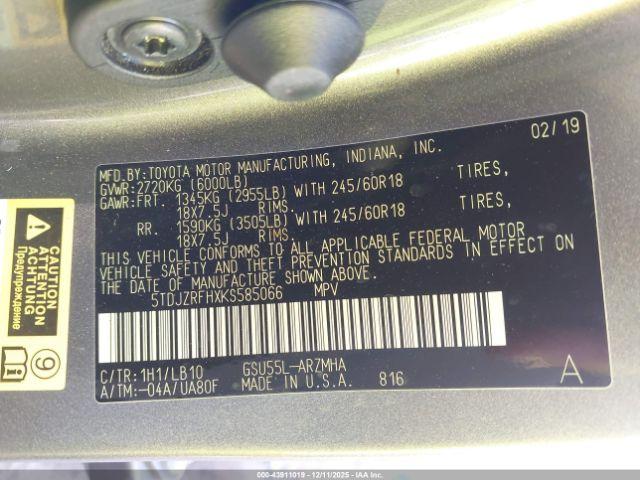 02/19
MFD.BY:TOYOTA MOTOR MANUFACTURING, INDIANA, INC.
GVWR:2720KG (6000LB)
GAWR:FRT. 1345KG (2955LB) WITH 245/60R18 TIRES,
18X7.5J RIMS.
RR. 1590KG (3505LB) WITH 245/60R18 TIRES,
18X7.5J RIMS.
THIS VEHICLE CONFORMS TO ALL APPLICABLE FEDERAL MOTOR
VEHICLE SAFETY AND THEFT PREVENTION STANDARDS IN EFFECT ON
THE DATE OF MANUFACTURE SHOWN ABOVE.
5TDJZRFHXKS585066 MPV
C/TR:1H1/LB10 GSU55L-ARZMHA
A/TM:-04A/UA80F MADE IN U.S.A. 816
A
CAUTION
ATTENTION
ACHTUNG
Предупреждение
9
000-43911019 - 12/11/2025 - IAA Inc.